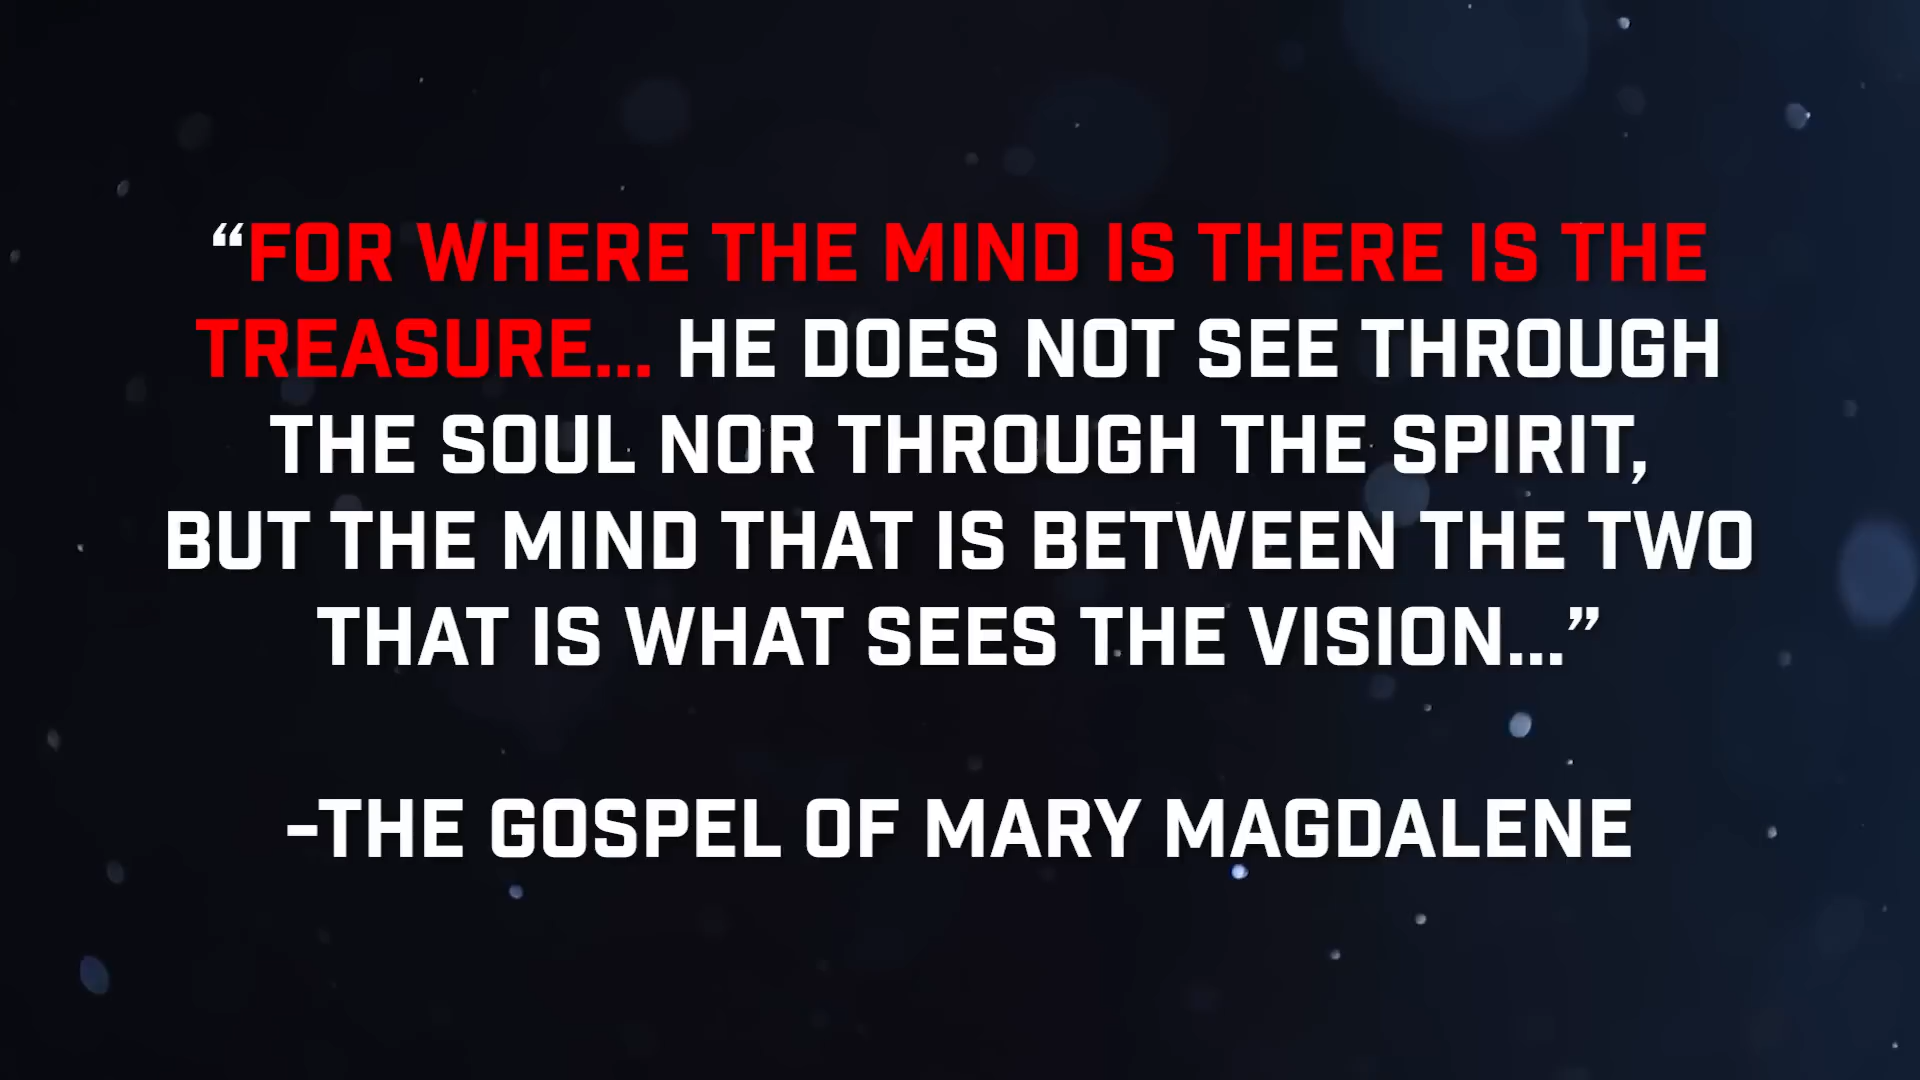 “FOR WHERE THE MIND IS THERE IS THE
TREASURE... HE DOES NOT SEE THROUGH
THE SOUL NOR THROUGH THE SPIRIT,
BUT THE MIND THAT IS BETWEEN THE TWO
THAT IS WHAT SEES THE VISION...”
-THE GOSPEL OF MARY MAGDALENE